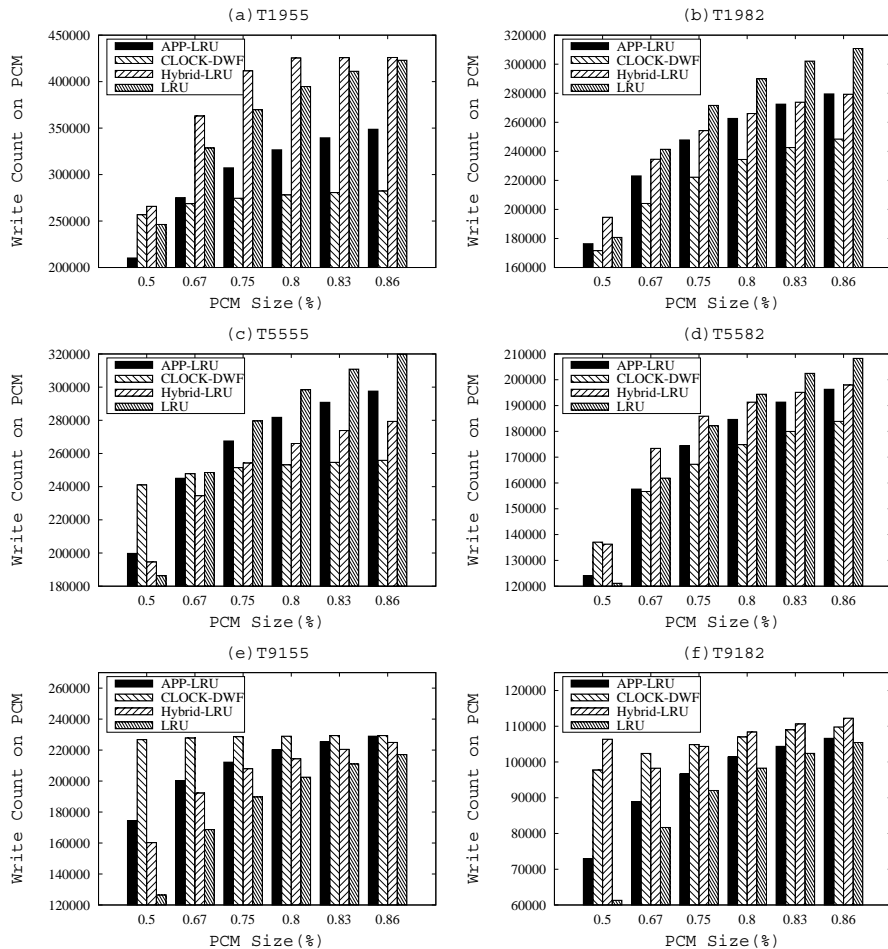 (a)T1955
Write Count on PCM
450000
400000
350000
300000
250000
200000
APP-LRU
CLOCK-DWF
Hybrid-LRU
LRU
0.5 0.67 0.75 0.8 0.83 0.86
PCM Size(%)
(b)T1982
Write Count on PCM
320000
300000
280000
260000
240000
220000
200000
180000
160000
APP-LRU
CLOCK-DWF
Hybrid-LRU
LRU
0.5 0.67 0.75 0.8 0.83 0.86
PCM Size(%)
(c)T5555
Write Count on PCM
320000
300000
280000
260000
240000
220000
200000
180000
APP-LRU
CLOCK-DWF
Hybrid-LRU
LRU
0.5 0.67 0.75 0.8 0.83 0.86
PCM Size(%)
(d)T5582
Write Count on PCM
210000
200000
190000
180000
170000
160000
150000
140000
130000
120000
APP-LRU
CLOCK-DWF
Hybrid-LRU
LRU
0.5 0.67 0.75 0.8 0.83 0.86
PCM Size(%)
(e)T9155
Write Count on PCM
260000
240000
220000
200000
180000
160000
140000
120000
APP-LRU
CLOCK-DWF
Hybrid-LRU
LRU
0.5 0.67 0.75 0.8 0.83 0.86
PCM Size(%)
(f)T9182
Write Count on PCM
120000
110000
100000
90000
80000
70000
60000
APP-LRU
CLOCK-DWF
Hybrid-LRU
LRU
0.5 0.67 0.75 0.8 0.83 0.86
PCM Size(%)